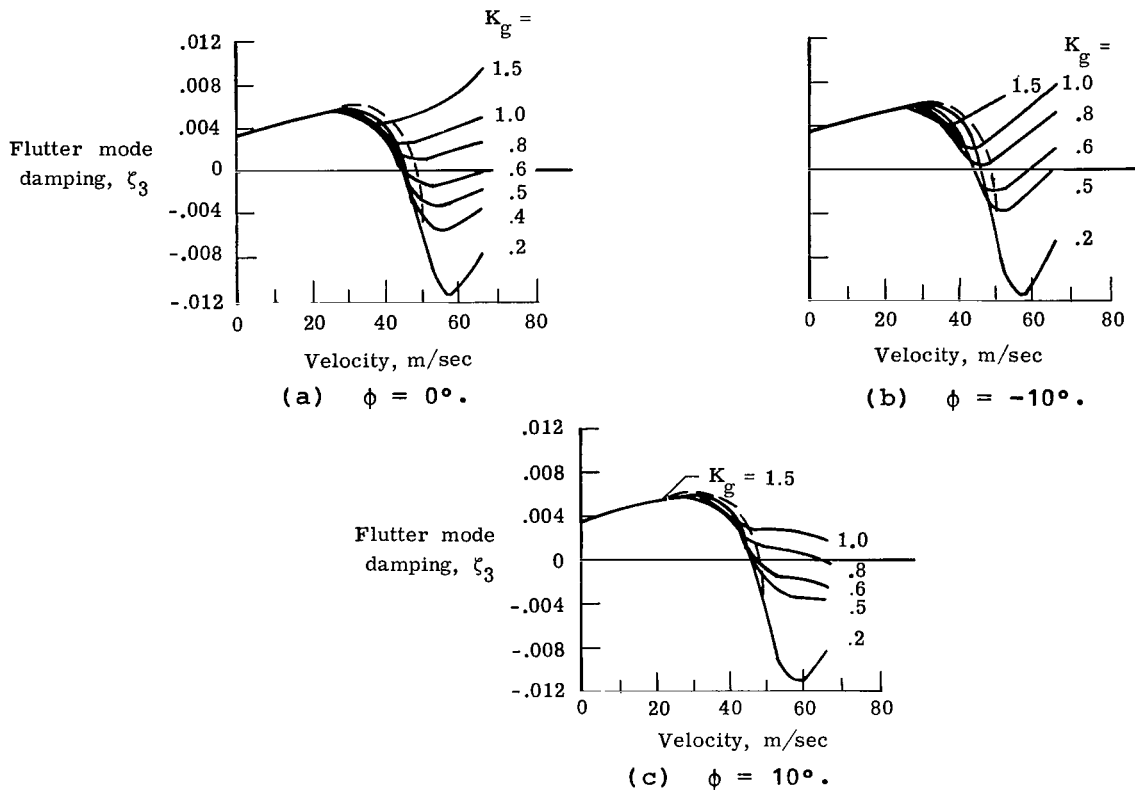 K_g =
.012
.008
.004
0
-.004
-.008
-.012
Flutter mode
damping, ζ₃
1.5
1.0
.8
.6
.5
.4
.2
0 20 40 60 80
Velocity, m/sec
(a) φ = 0°.
K_g =
1.5
1.0
.8
.6
.5
.2
0 20 40 60 80
Velocity, m/sec
(b) φ = -10°.
.012
.008
.004
0
-.004
-.008
-.012
Flutter mode
damping, ζ₃
K_g = 1.5
1.0
.8
.6
.5
.2
0 20 40 60 80
Velocity, m/sec
(c) φ = 10°.